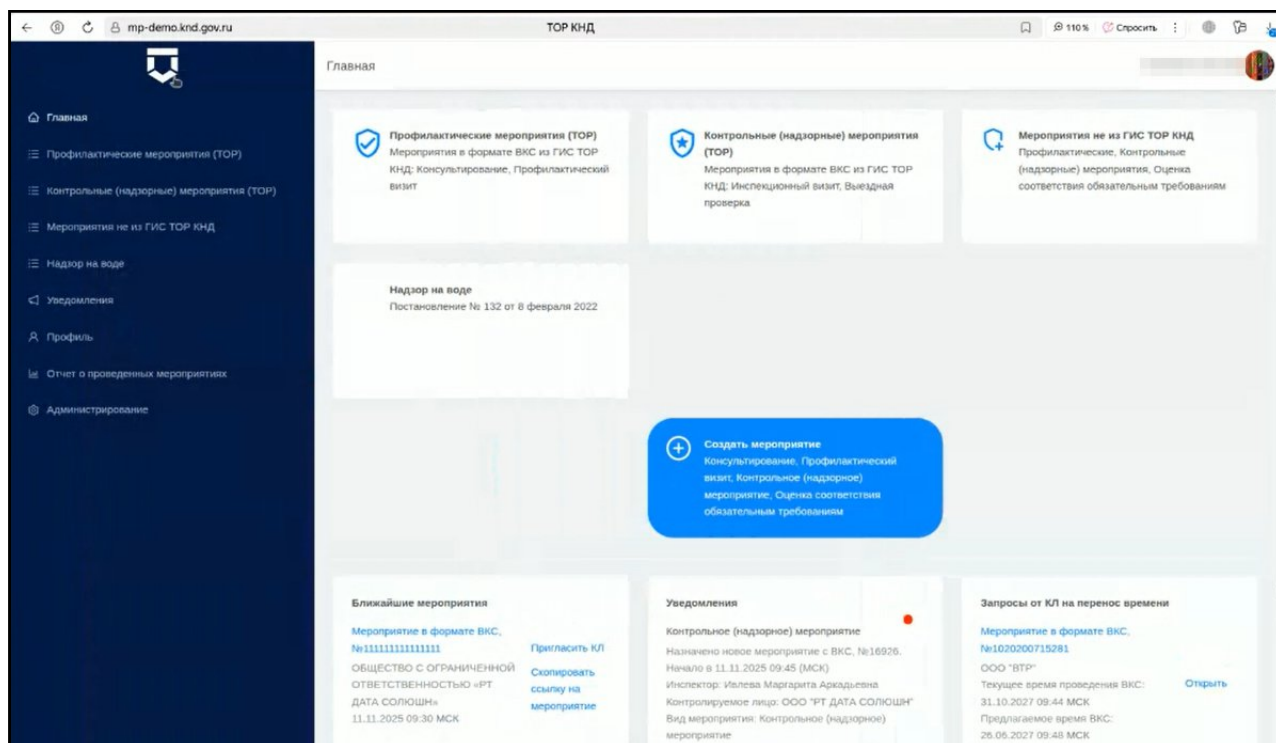 mp-demo.knd.gov.ru
ТОР КНД
110 %
Спросить
Главная
Главная
Профилактические мероприятия (ТОР)
Контрольные (надзорные) мероприятия (ТОР)
Мероприятия не из ГИС ТОР КНД
Надзор на воде
Уведомления
Профиль
Отчет о проведенных мероприятиях
Администрирование
Профилактические мероприятия (ТОР)
Мероприятия в формате ВКС из ГИС ТОР
КНД: Консультирование, Профилактический
визит
Контрольные (надзорные) мероприятия
(ТОР)
Мероприятия в формате ВКС из ГИС ТОР
КНД: Инспекционный визит, Выездная
проверка
Мероприятия не из ГИС ТОР КНД
Профилактические, Контрольные
(надзорные) мероприятия, Оценка
соответствия обязательным требованиям
Надзор на воде
Постановление № 132 от 8 февраля 2022
Создать мероприятие
Консультирование, Профилактический
визит, Контрольное (надзорное)
мероприятие, Оценка соответствия
обязательным требованиям
Ближайшие мероприятия
Мероприятие в формате ВКС,
№111111111111111
ОБЩЕСТВО С ОГРАНИЧЕННОЙ
ОТВЕТСТВЕННОСТЬЮ «РТ
ДАТА СОЛЮШН»
11.11.2025 09:30 МСК
Пригласить КЛ
Скопировать
ссылку на
мероприятие
Уведомления
Контрольное (надзорное) мероприятие
Назначено новое мероприятие с ВКС, №16926.
Начало в 11.11.2025 09:45 (МСК)
Инспектор: Ивлева Маргарита Аркадьевна
Контролируемое лицо: ООО "РТ ДАТА СОЛЮШН"
Вид мероприятия: Контрольное (надзорное)
мероприятие
Запросы от КЛ на перенос времени
Мероприятие в формате ВКС,
№1020200715281
ООО "ВТР"
Текущее время проведения ВКС:
31.10.2027 09:44 МСК
Предлагаемое время ВКС:
26.06.2027 09:48 МСК
Открыть